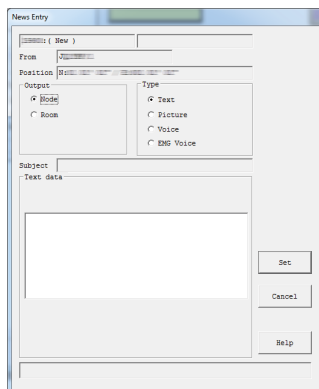 News Entry
: ( New )
From
Position N:
Output
Node
Room
Type
Text
Picture
Voice
EMG Voice
Subject
Text data
Set
Cancel
Help